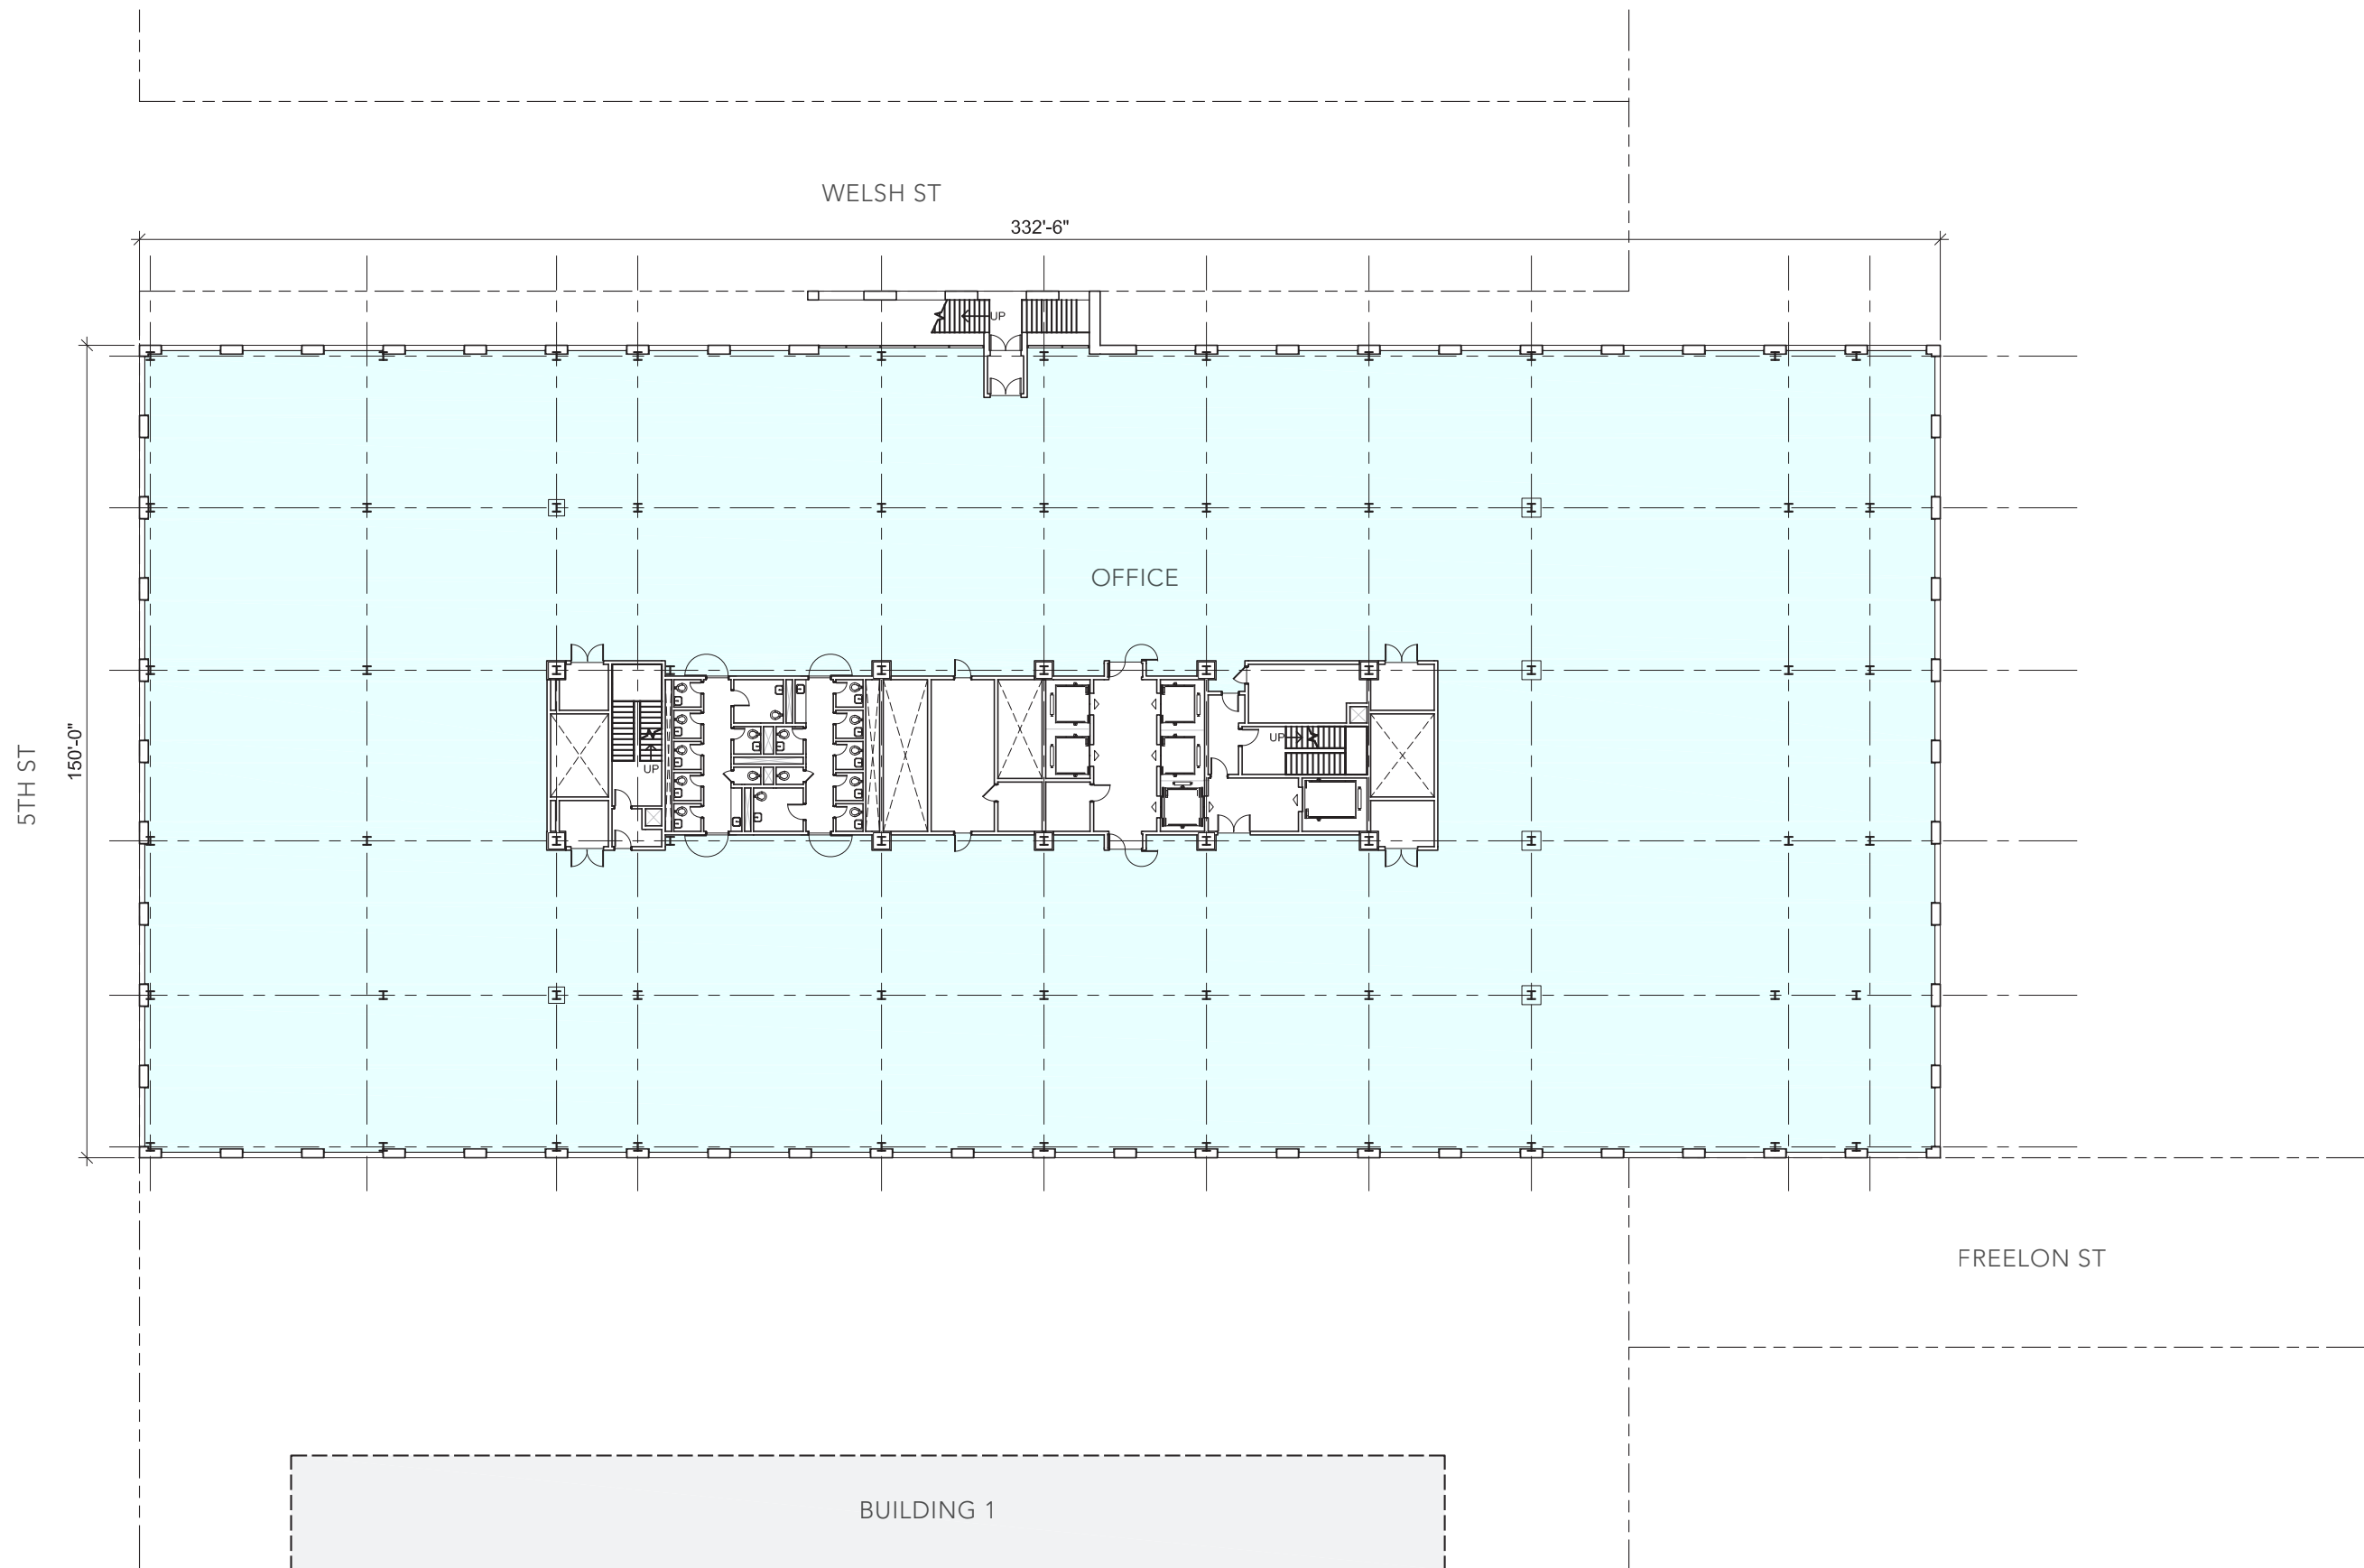 WELSH ST
332'-6"
UP
OFFICE
5TH ST
150'-0"
UP
UP
FREELON ST
BUILDING 1